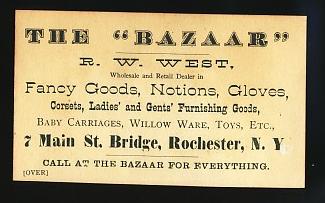 THE "BAZAAR"
R. W. WEST,
Wholesale and Retail Dealer in
Fancy Goods, Notions, Gloves,
Corsets, Ladies' and Gents' Furnishing Goods,
BABY CARRIAGES, WILLOW WARE, TOYS, ETC.,
7 Main St. Bridge, Rochester, N. Y
CALL AT THE BAZAAR FOR EVERYTHING.
[OVER]